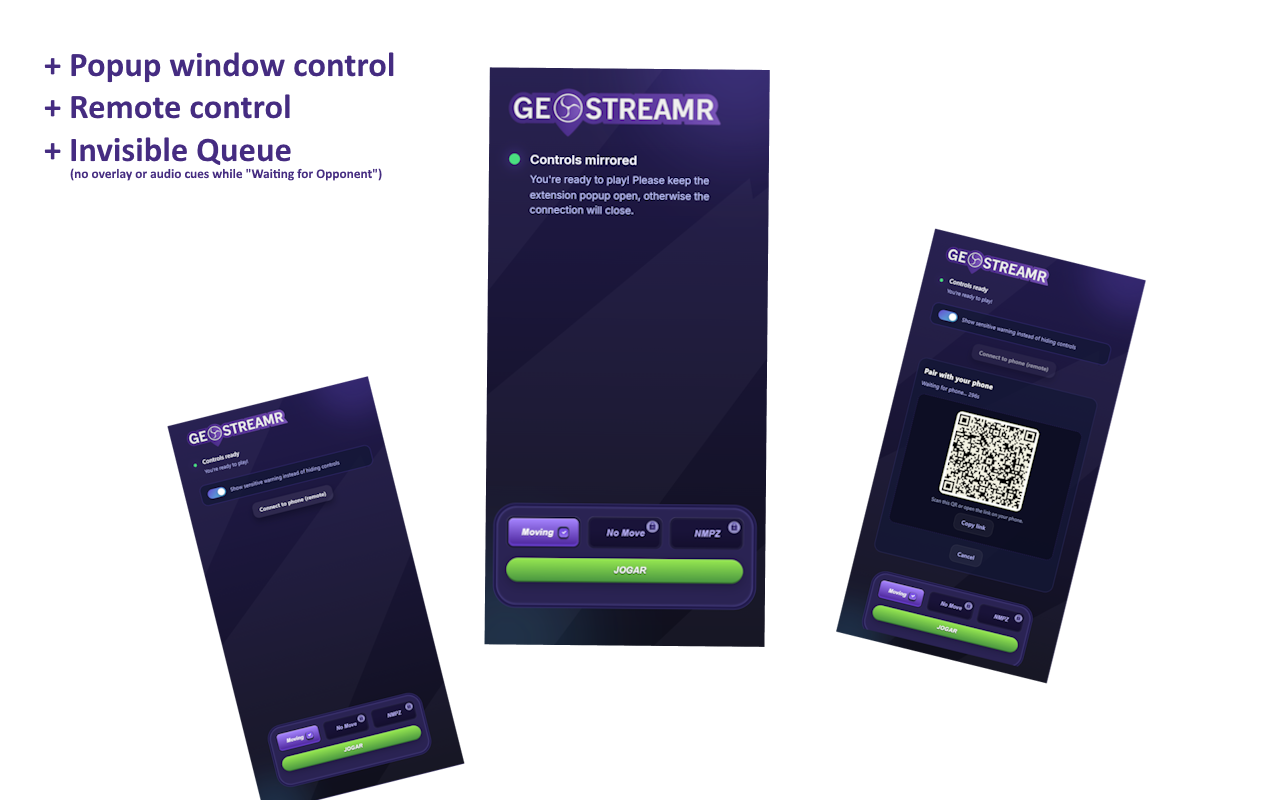 + Popup window control
+ Remote control
+ Invisible Queue
(no overlay or audio cues while "Waiting for Opponent")
GEOSTREAMR
Controls mirrored
You're ready to play! Please keep the
extension popup open, otherwise the
connection will close.
Moving
No Move
NMPZ
JOGAR
GEOSTREAMR
Controls ready
You're ready to play!
Show sensitive warning instead of hiding controls
Connect to phone (remote)
Pair with your phone
Waiting for phone... 298s
Scan this QR or open the link on your phone.
Copy link
Cancel
Moving
No Move
NMPZ
JOGAR
GEOSTREAMR
Controls ready
You're ready to play!
Show sensitive warning instead of hiding controls
Connect to phone (remote)
Moving
No Move
NMPZ
JOGAR